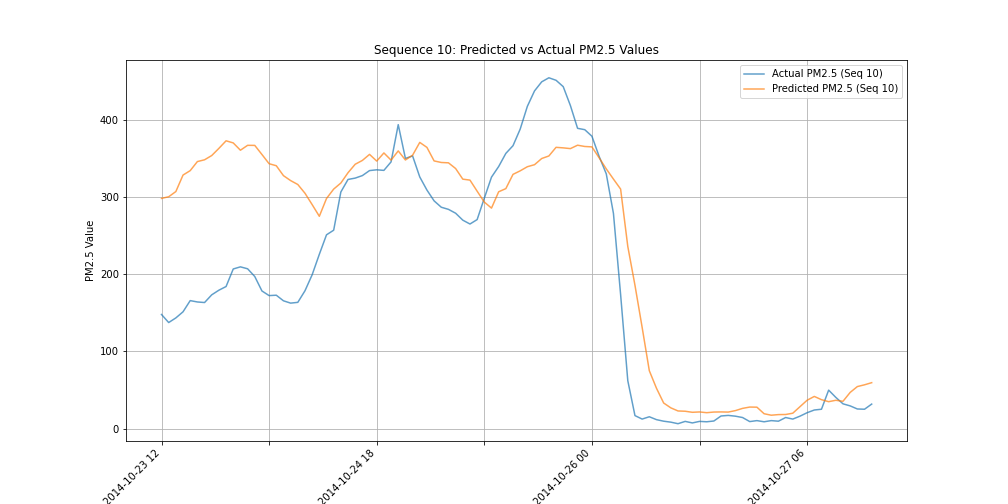 Sequence 10: Predicted vs Actual PM2.5 Values
Actual PM2.5 (Seq 10)
Predicted PM2.5 (Seq 10)
PM2.5 Value
400
300
200
100
0
2014-10-23 12
2014-10-24 18
2014-10-26 00
2014-10-27 06